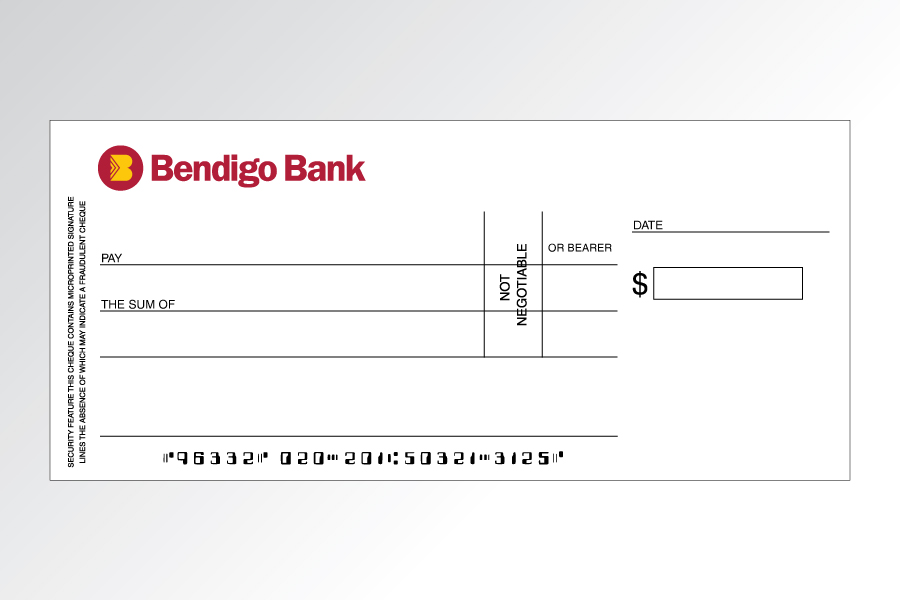 Bendigo Bank
SECURITY FEATURE THIS CHEQUE CONTAINS MICROPRINTED SIGNATURE
LINES THE ABSENCE OF WHICH MAY INDICATE A FRAUDULENT CHEQUE
DATE
PAY
NOT
NEGOTIABLE
OR BEARER
$
THE SUM OF
⑈96332⑈ 020⑉201⑆50321⑉3125⑈